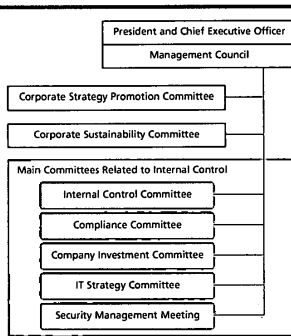 President and Chief Executive Officer
Management Council
Corporate Strategy Promotion Committee
Corporate Sustainability Committee
Main Committees Related to Internal Control
Internal Control Committee
Compliance Committee
Company Investment Committee
IT Strategy Committee
Security Management Meeting